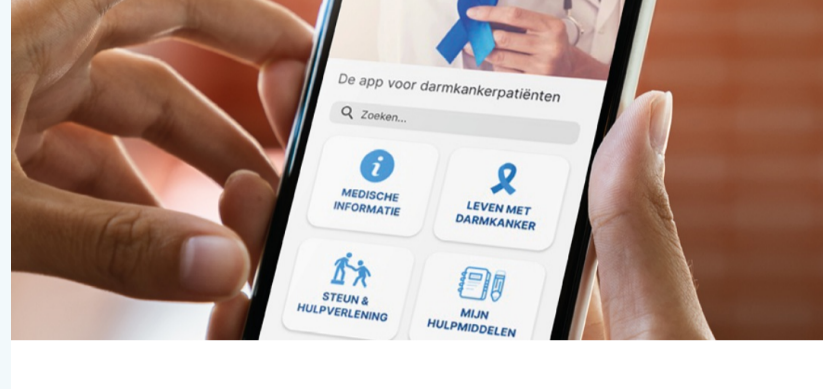 De app voor darmkankerpatiënten
Zoeken...
MEDISCHE
INFORMATIE
LEVEN MET
DARMKANKER
STEUN &
HULPVERLENING
MIJN
HULPMIDDELEN